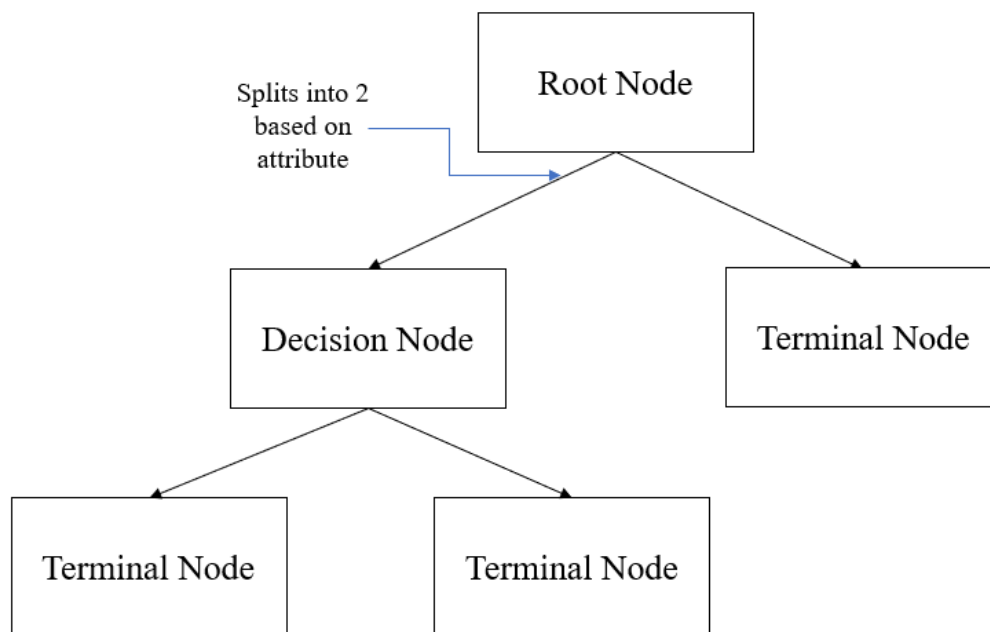 Root Node
Splits into 2
based on
attribute
Decision Node
Terminal Node
Terminal Node
Terminal Node